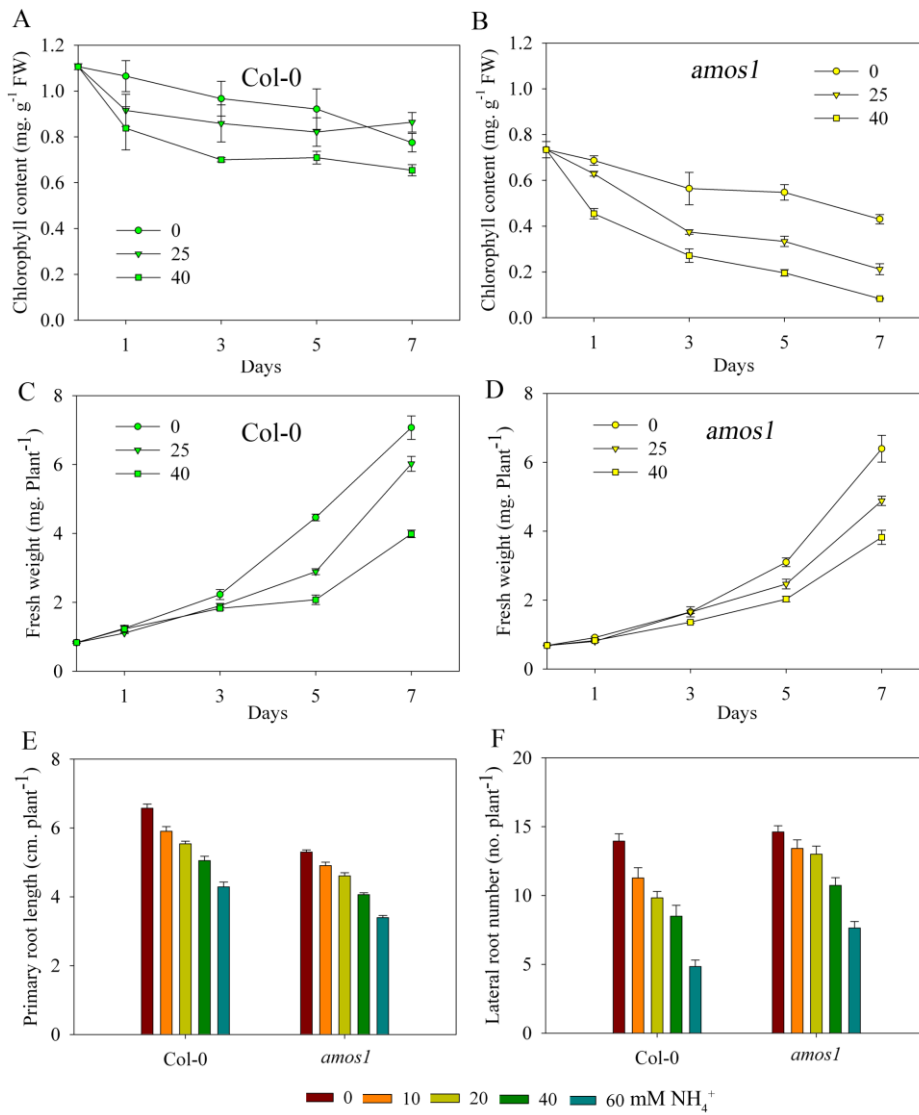 A
Col-0
Chlorophyll content (mg. g⁻¹ FW)
1.2
1.0
0.8
0.6
0.4
0.2
0.0
0
25
40
1 3 5 7
Days
B
amos1
Chlorophyll content (mg. g⁻¹ FW)
1.2
1.0
0.8
0.6
0.4
0.2
0.0
0
25
40
1 3 5 7
Days
C
Col-0
Fresh weight (mg. Plant⁻¹)
8
6
4
2
0
0
25
40
1 3 5 7
Days
D
amos1
Fresh weight (mg. Plant⁻¹)
8
6
4
2
0
0
25
40
1 3 5 7
Days
E
Primary root length (cm. plant⁻¹)
8
6
4
2
0
Col-0 amos1
F
Lateral root number (no. plant⁻¹)
20
15
10
5
0
Col-0 amos1
0 10 20 40 60 mM NH₄⁺